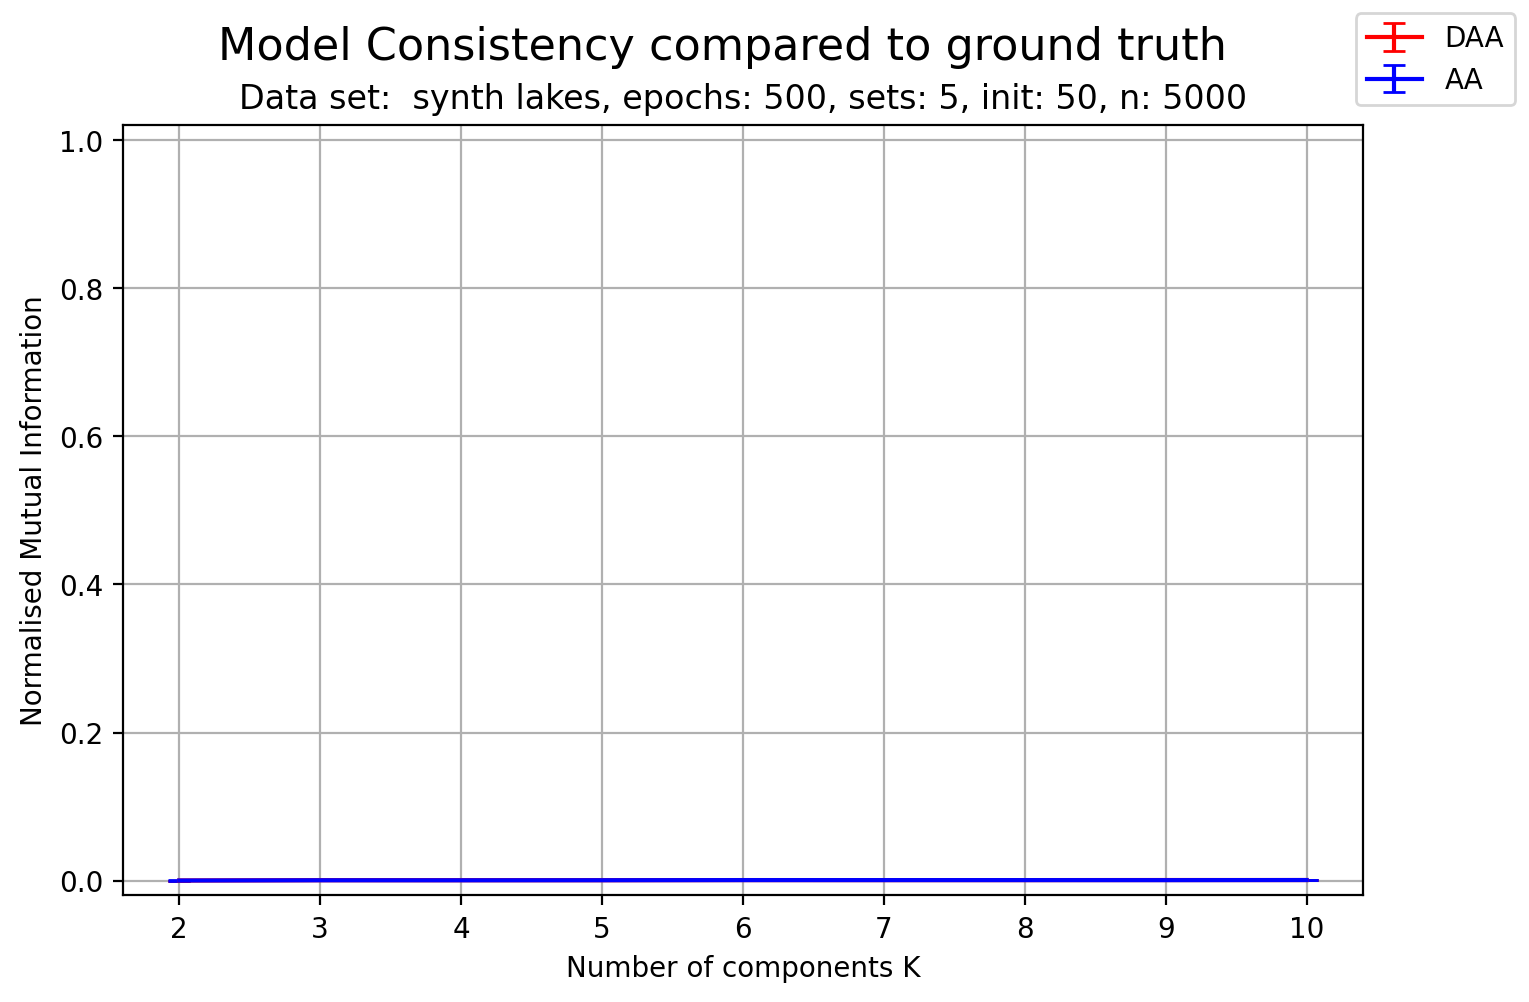 Model Consistency compared to ground truth
Data set:  synth lakes, epochs: 500, sets: 5, init: 50, n: 5000
DAA
AA
Normalised Mutual Information
1.0
0.8
0.6
0.4
0.2
0.0
2 3 4 5 6 7 8 9 10
Number of components K